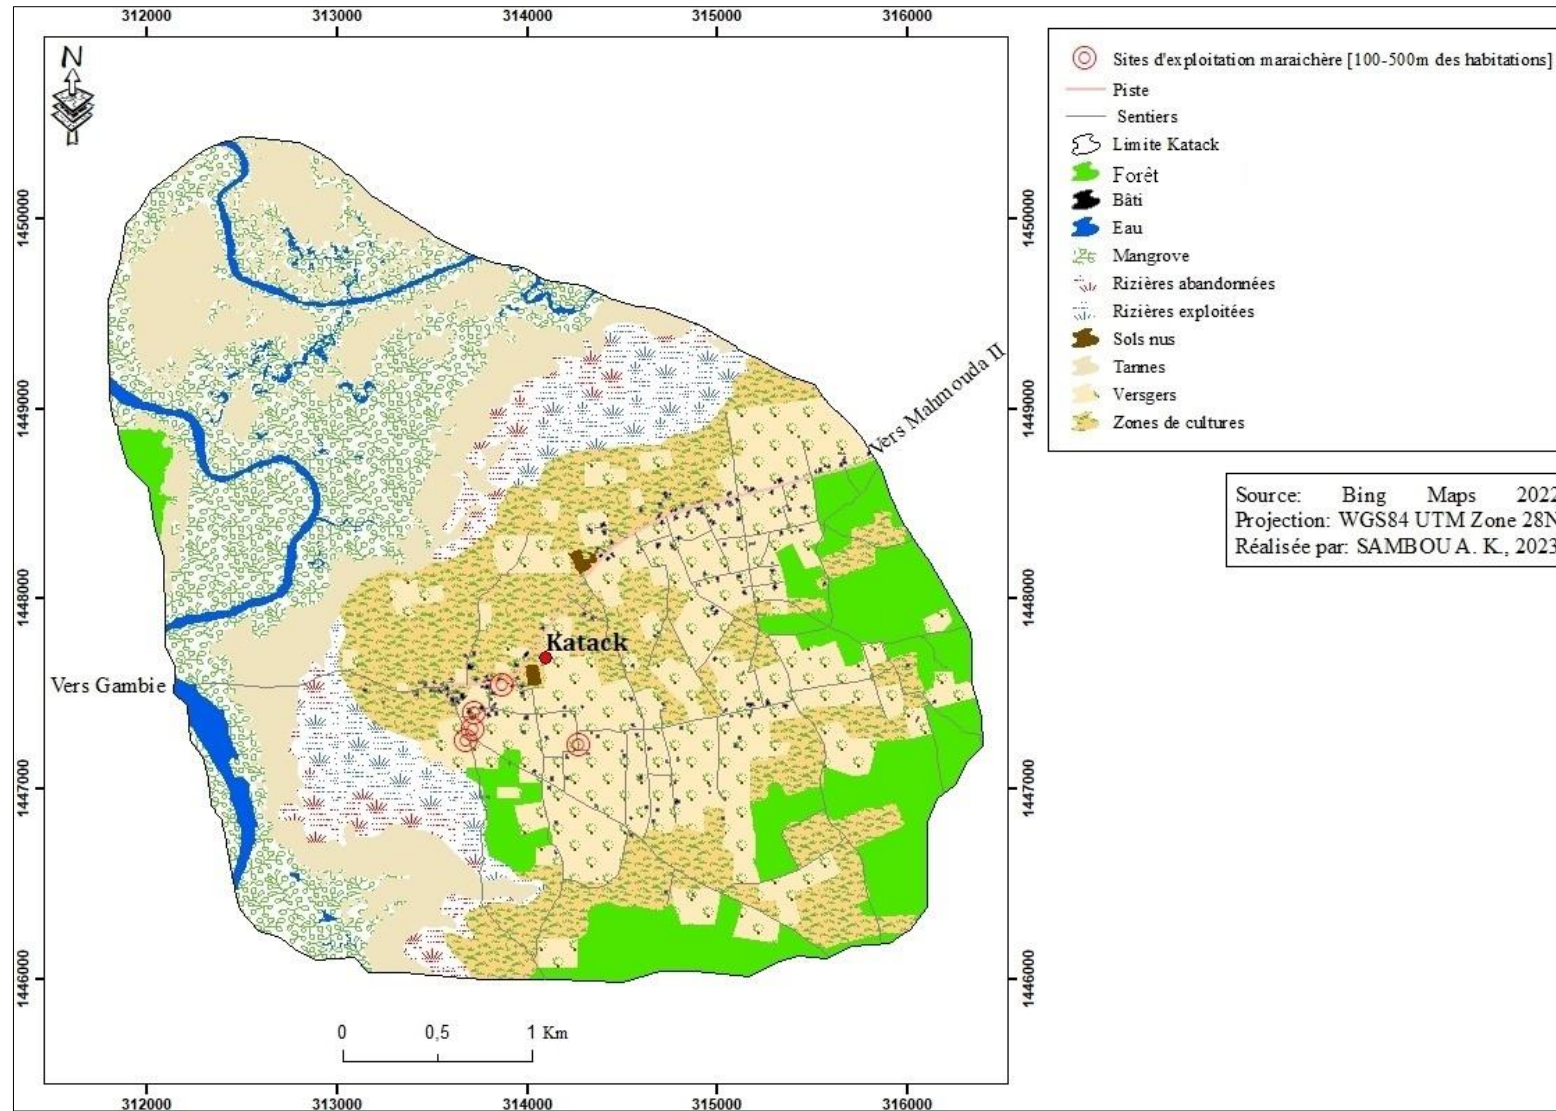 312000 313000 314000 315000 316000
N
1450000
1449000
1448000
1447000
1446000
1450000
1449000
1448000
1447000
1446000
Vers Mahmouda II
Katack
Vers Gambie
0 0,5 1 Km
312000 313000 314000 315000 316000
Sites d'exploitation maraichère [100-500m des habitations]
Piste
Sentiers
Limite Katack
Forêt
Bâti
Eau
Mangrove
Rizières abandonnées
Rizières exploitées
Sols nus
Tannes
Versgers
Zones de cultures
Source: Bing Maps 2022
Projection: WGS84 UTM Zone 28N
Réalisée par: SAMBOU A. K., 2023